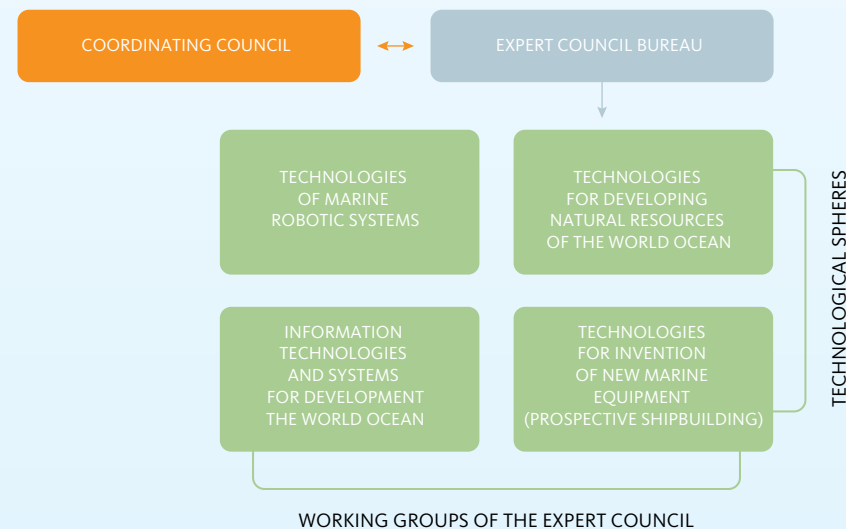 COORDINATING COUNCIL
EXPERT COUNCIL BUREAU
TECHNOLOGIES
OF MARINE
ROBOTIC SYSTEMS
TECHNOLOGIES
FOR DEVELOPING
NATURAL RESOURCES
OF THE WORLD OCEAN
INFORMATION
TECHNOLOGIES
AND SYSTEMS
FOR DEVELOPMENT
THE WORLD OCEAN
TECHNOLOGIES
FOR INVENTION
OF NEW MARINE
EQUIPMENT
(PROSPECTIVE SHIPBUILDING)
TECHNOLOGICAL SPHERES
WORKING GROUPS OF THE EXPERT COUNCIL